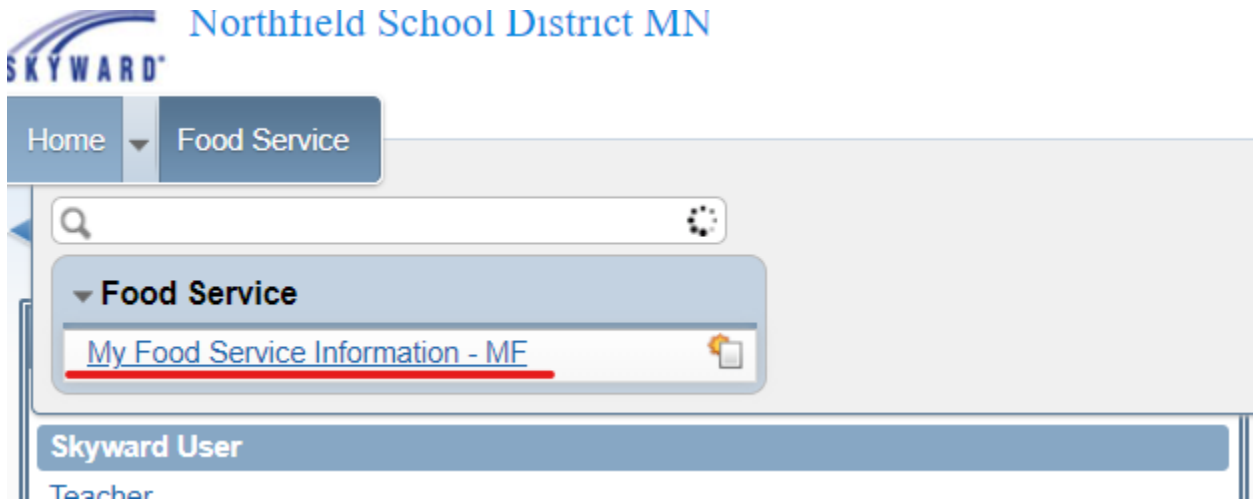 Northfield School District MN
SKYWARD
Home Food Service
Food Service
My Food Service Information - MF
Skyward User
Teacher